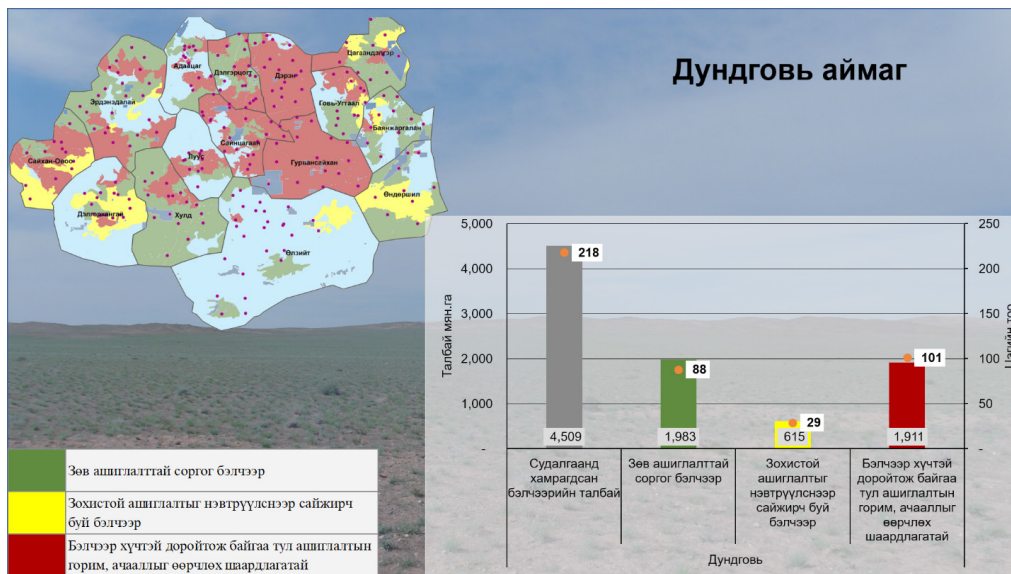 Дундговь аймаг
Цагаандэлгэр
Адаацаг
Дэлгэрцогт
Дэрэн
Эрдэнэдалай
Говь-Угтаал
Баянжаргалан
Сайнцагаан
Сайхан-Овоо
Луус
Гурвансайхан
Өндөршил
Дэлгэрхангай
Хулд
Өлзийт
Зөв ашиглалттай соргог бэлчээр
Зохистой ашиглалтыг нэвтрүүлснээр сайжирч
буй бэлчээр
Бэлчээр хүчтэй доройтож байгаа тул ашиглалтын
горим, ачааллыг өөрчлөх шаардлагатай
Талбай мян.га
5,000
4,000
3,000
2,000
1,000
-
250
200
150
100
50
-
Цэгийн тоо
218
88
29
101
4,509
1,983
615
1,911
Судалгаанд
хамрагдсан
бэлчээрийн талбай
Зөв ашиглалттай
соргог бэлчээр
Зохистой
ашиглалтыг
нэвтрүүлснээр
сайжирч буй
бэлчээр
Бэлчээр хүчтэй
доройтож байгаа
тул ашиглалтын
горим, ачааллыг
өөрчлөх
шаардлагатай
Дундговь